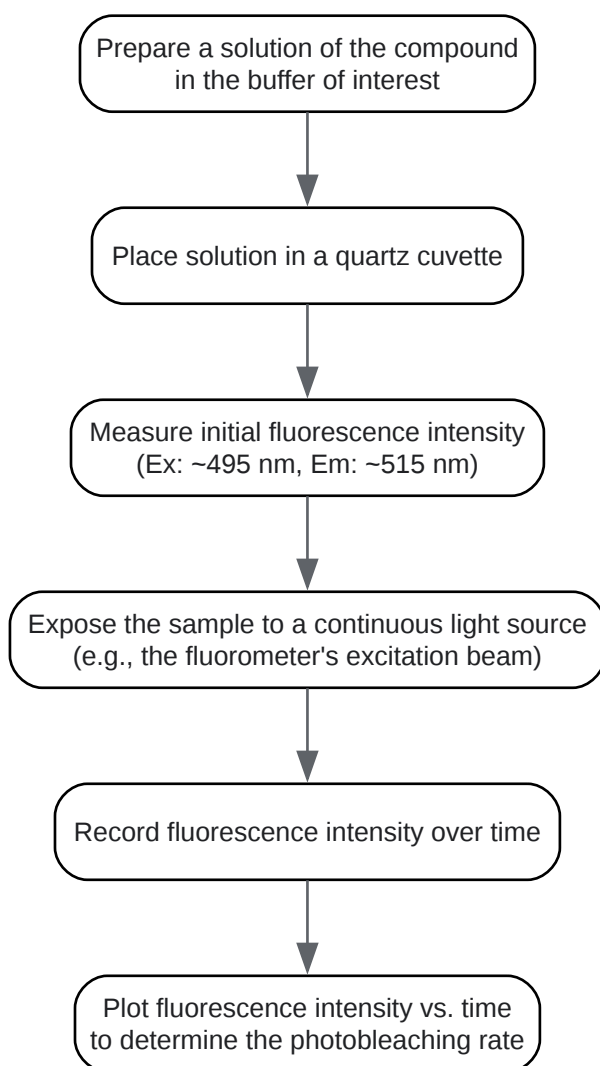 Prepare a solution of the compound
in the buffer of interest
Place solution in a quartz cuvette
Measure initial fluorescence intensity
(Ex: ~495 nm, Em: ~515 nm)
Expose the sample to a continuous light source
(e.g., the fluorometer's excitation beam)
Record fluorescence intensity over time
Plot fluorescence intensity vs. time
to determine the photobleaching rate